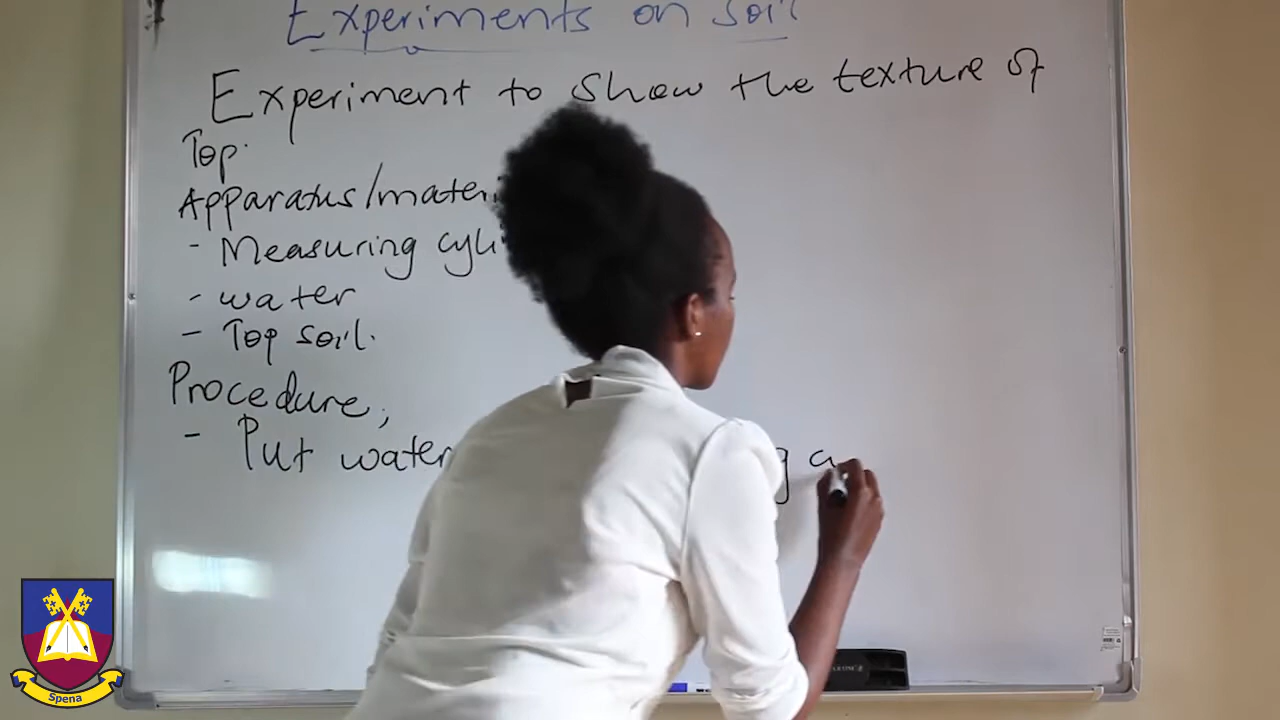 Experiments on Soil
Experiment to Show the texture of
Top.
Apparatus/materi
- Measuring cyli
- water
- Top soil.
Procedure,
- Put water g a
Spena